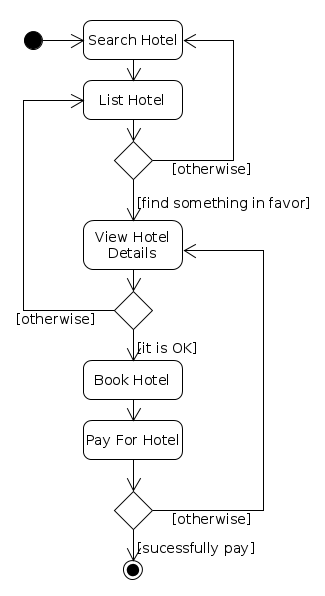 Search Hotel
List Hotel
[otherwise]
[find something in favor]
View Hotel
Details
[otherwise]
[it is OK]
Book Hotel
Pay For Hotel
[otherwise]
[sucessfully pay]